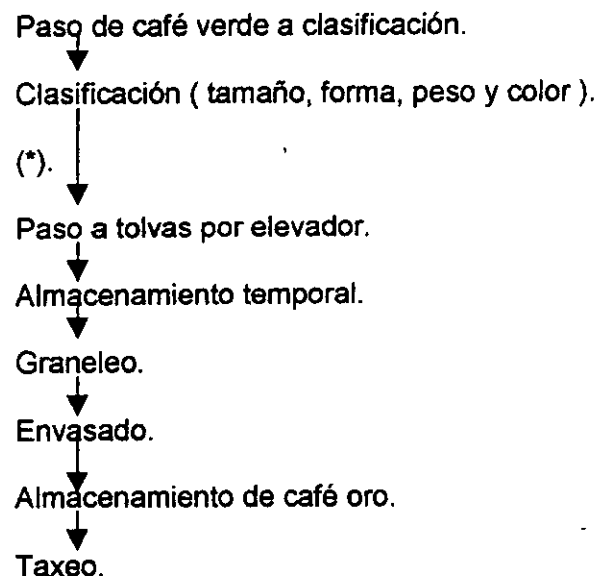 Paso de café verde a clasificación.
Clasificación ( tamaño, forma, peso y color ).
(*).
Paso a tolvas por elevador.
Almacenamiento temporal.
Graneleo.
Envasado.
Almacenamiento de café oro.
Taxeo.